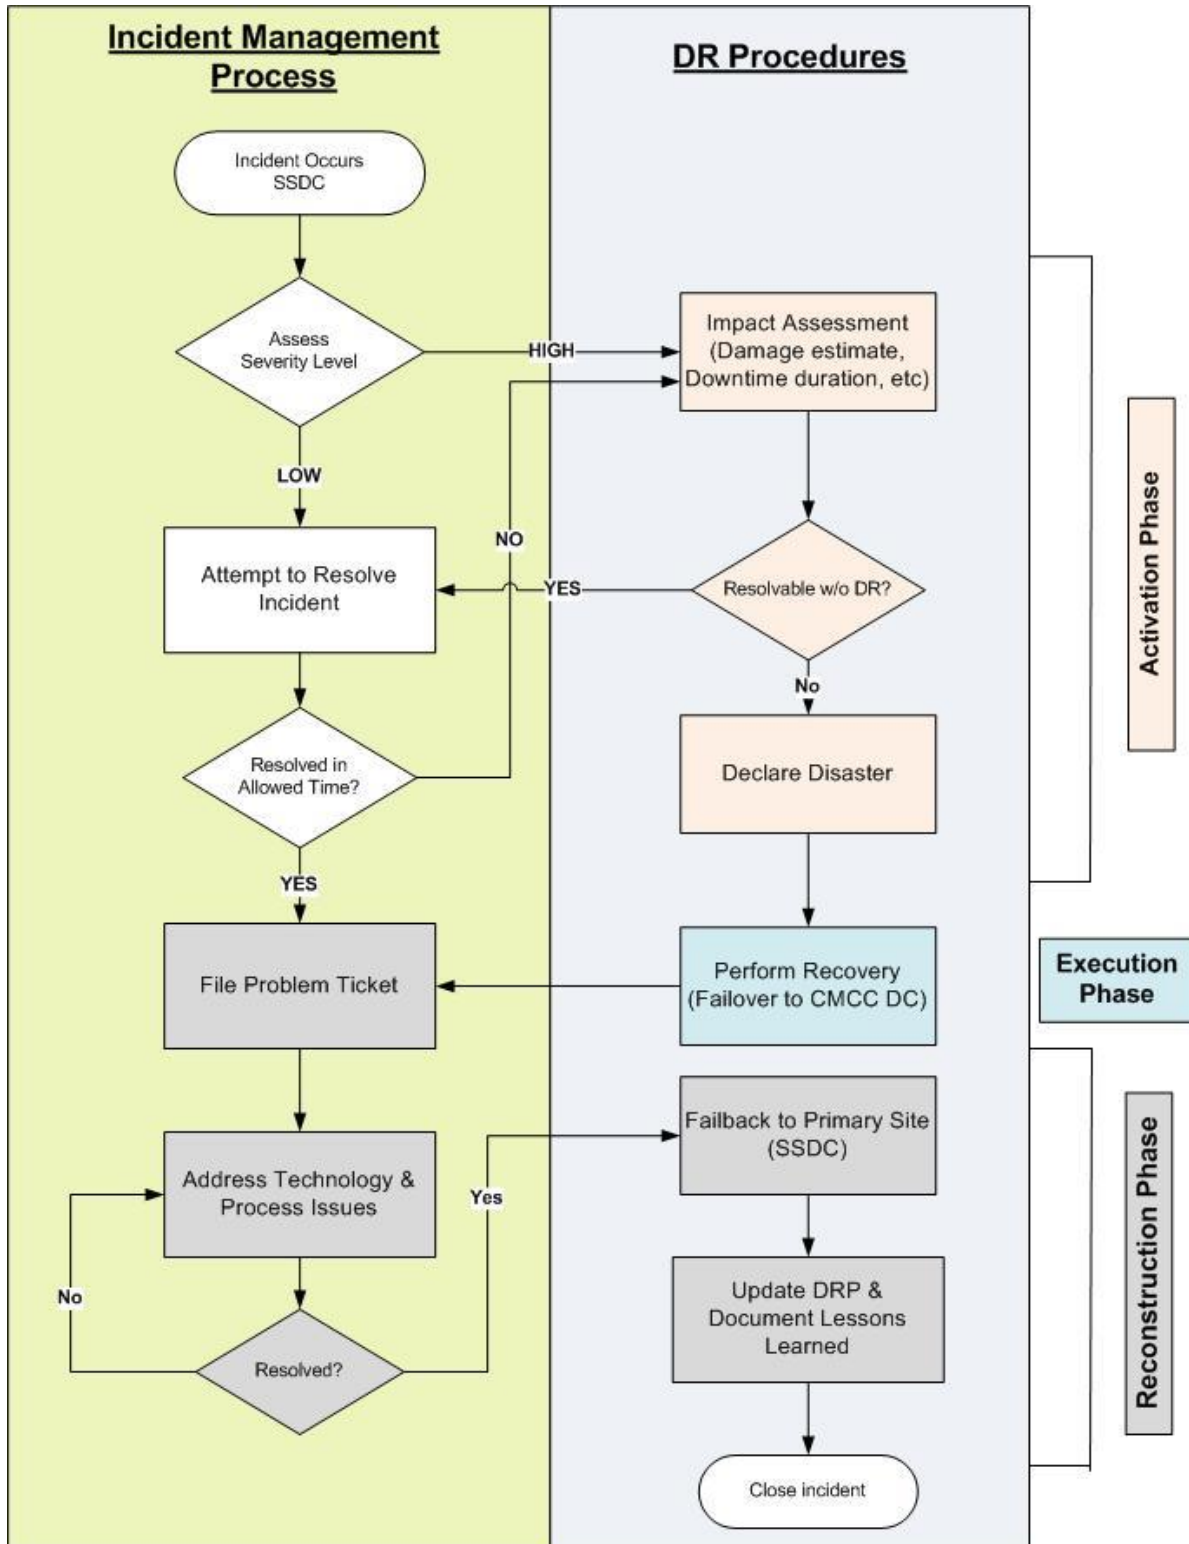 Incident Management
Process
DR Procedures
Incident Occurs
SSDC
Assess
Severity Level
HIGH
Impact Assessment
(Damage estimate,
Downtime duration, etc)
LOW
NO
Attempt to Resolve
Incident
YES
Resolvable w/o DR?
No
Resolved in
Allowed Time?
Declare Disaster
Activation Phase
YES
File Problem Ticket
Perform Recovery
(Failover to CMCC DC)
Execution
Phase
Failback to Primary Site
(SSDC)
Address Technology &
Process Issues
Yes
No
Resolved?
Update DRP &
Document Lessons
Learned
Reconstruction Phase
Close incident